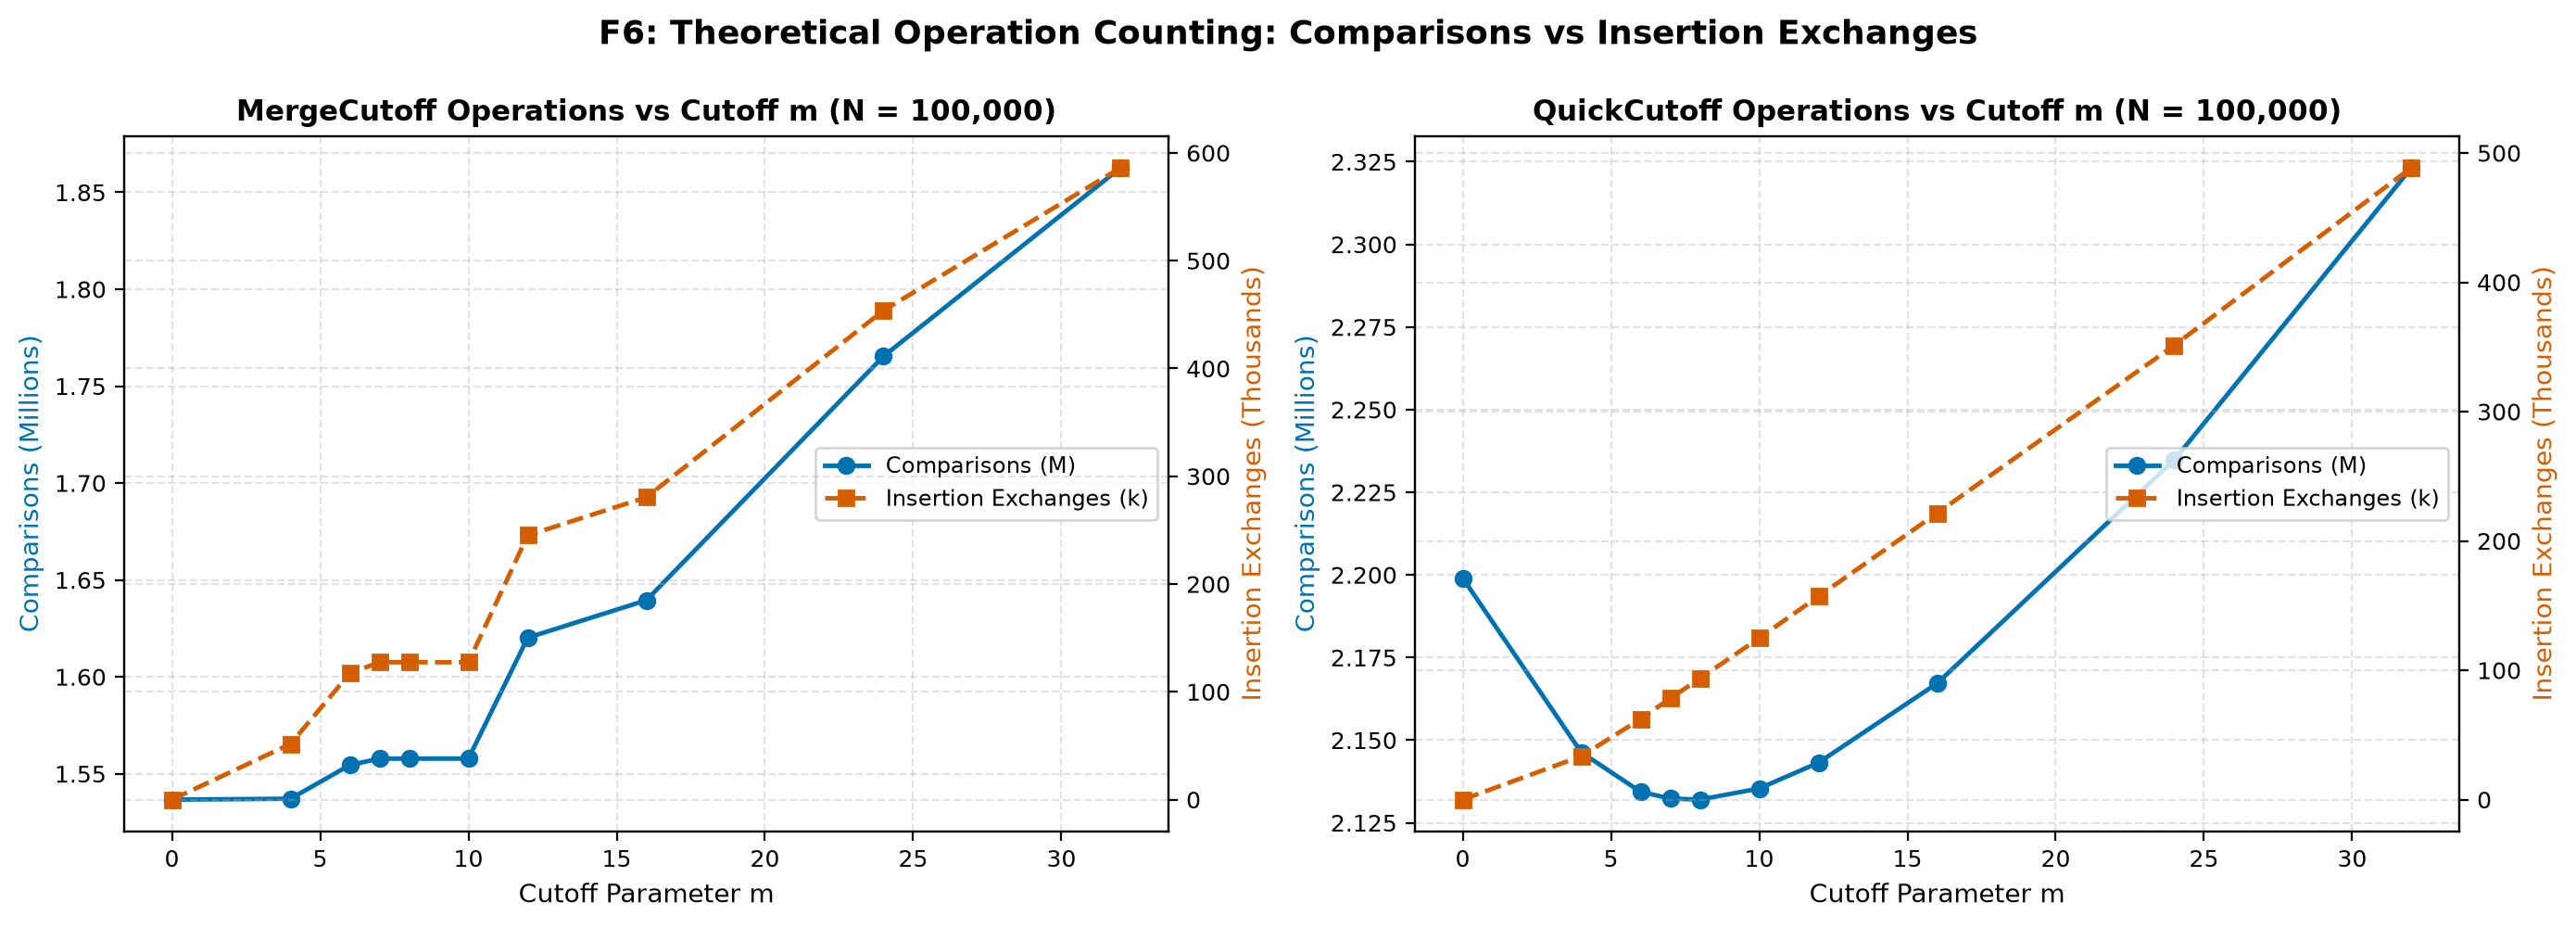 F6: Theoretical Operation Counting: Comparisons vs Insertion Exchanges
MergeCutoff Operations vs Cutoff m (N = 100,000)
Comparisons (Millions)
1.85
1.80
1.75
1.70
1.65
1.60
1.55
600
500
400
300
200
100
0
Insertion Exchanges (Thousands)
Comparisons (M)
Insertion Exchanges (k)
0 5 10 15 20 25 30
Cutoff Parameter m
QuickCutoff Operations vs Cutoff m (N = 100,000)
Comparisons (Millions)
2.325
2.300
2.275
2.250
2.225
2.200
2.175
2.150
2.125
500
400
300
200
100
0
Insertion Exchanges (Thousands)
Comparisons (M)
Insertion Exchanges (k)
0 5 10 15 20 25 30
Cutoff Parameter m